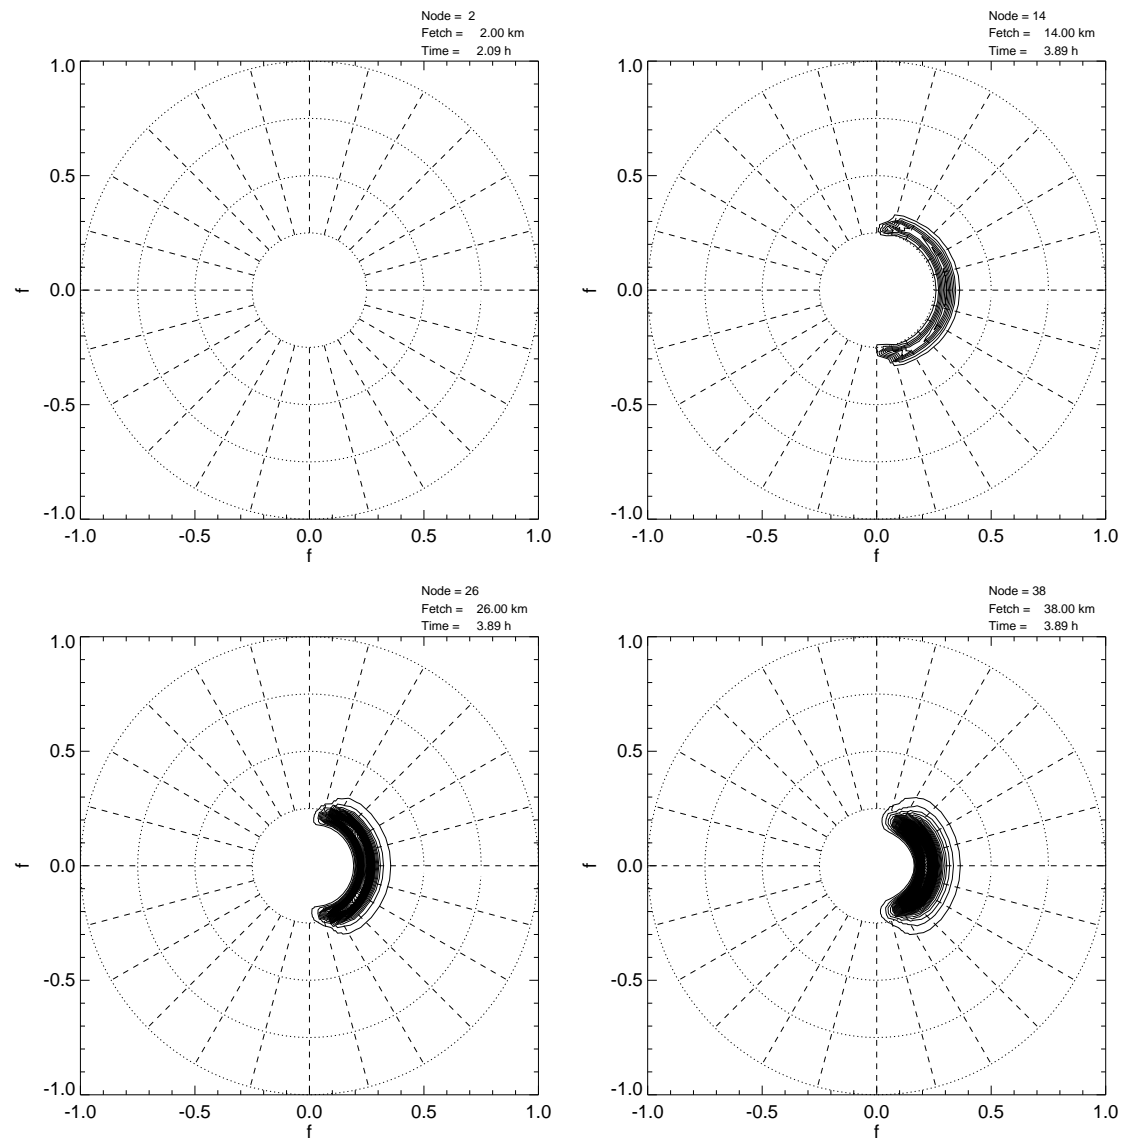 Node = 2
Fetch = 2.00 km
Time = 2.09 h
1.0
0.5
0.0
-0.5
-1.0
f
-1.0 -0.5 0.0 0.5 1.0
f
Node = 14
Fetch = 14.00 km
Time = 3.89 h
1.0
0.5
0.0
-0.5
-1.0
f
-1.0 -0.5 0.0 0.5 1.0
f
Node = 26
Fetch = 26.00 km
Time = 3.89 h
1.0
0.5
0.0
-0.5
-1.0
f
-1.0 -0.5 0.0 0.5 1.0
f
Node = 38
Fetch = 38.00 km
Time = 3.89 h
1.0
0.5
0.0
-0.5
-1.0
f
-1.0 -0.5 0.0 0.5 1.0
f